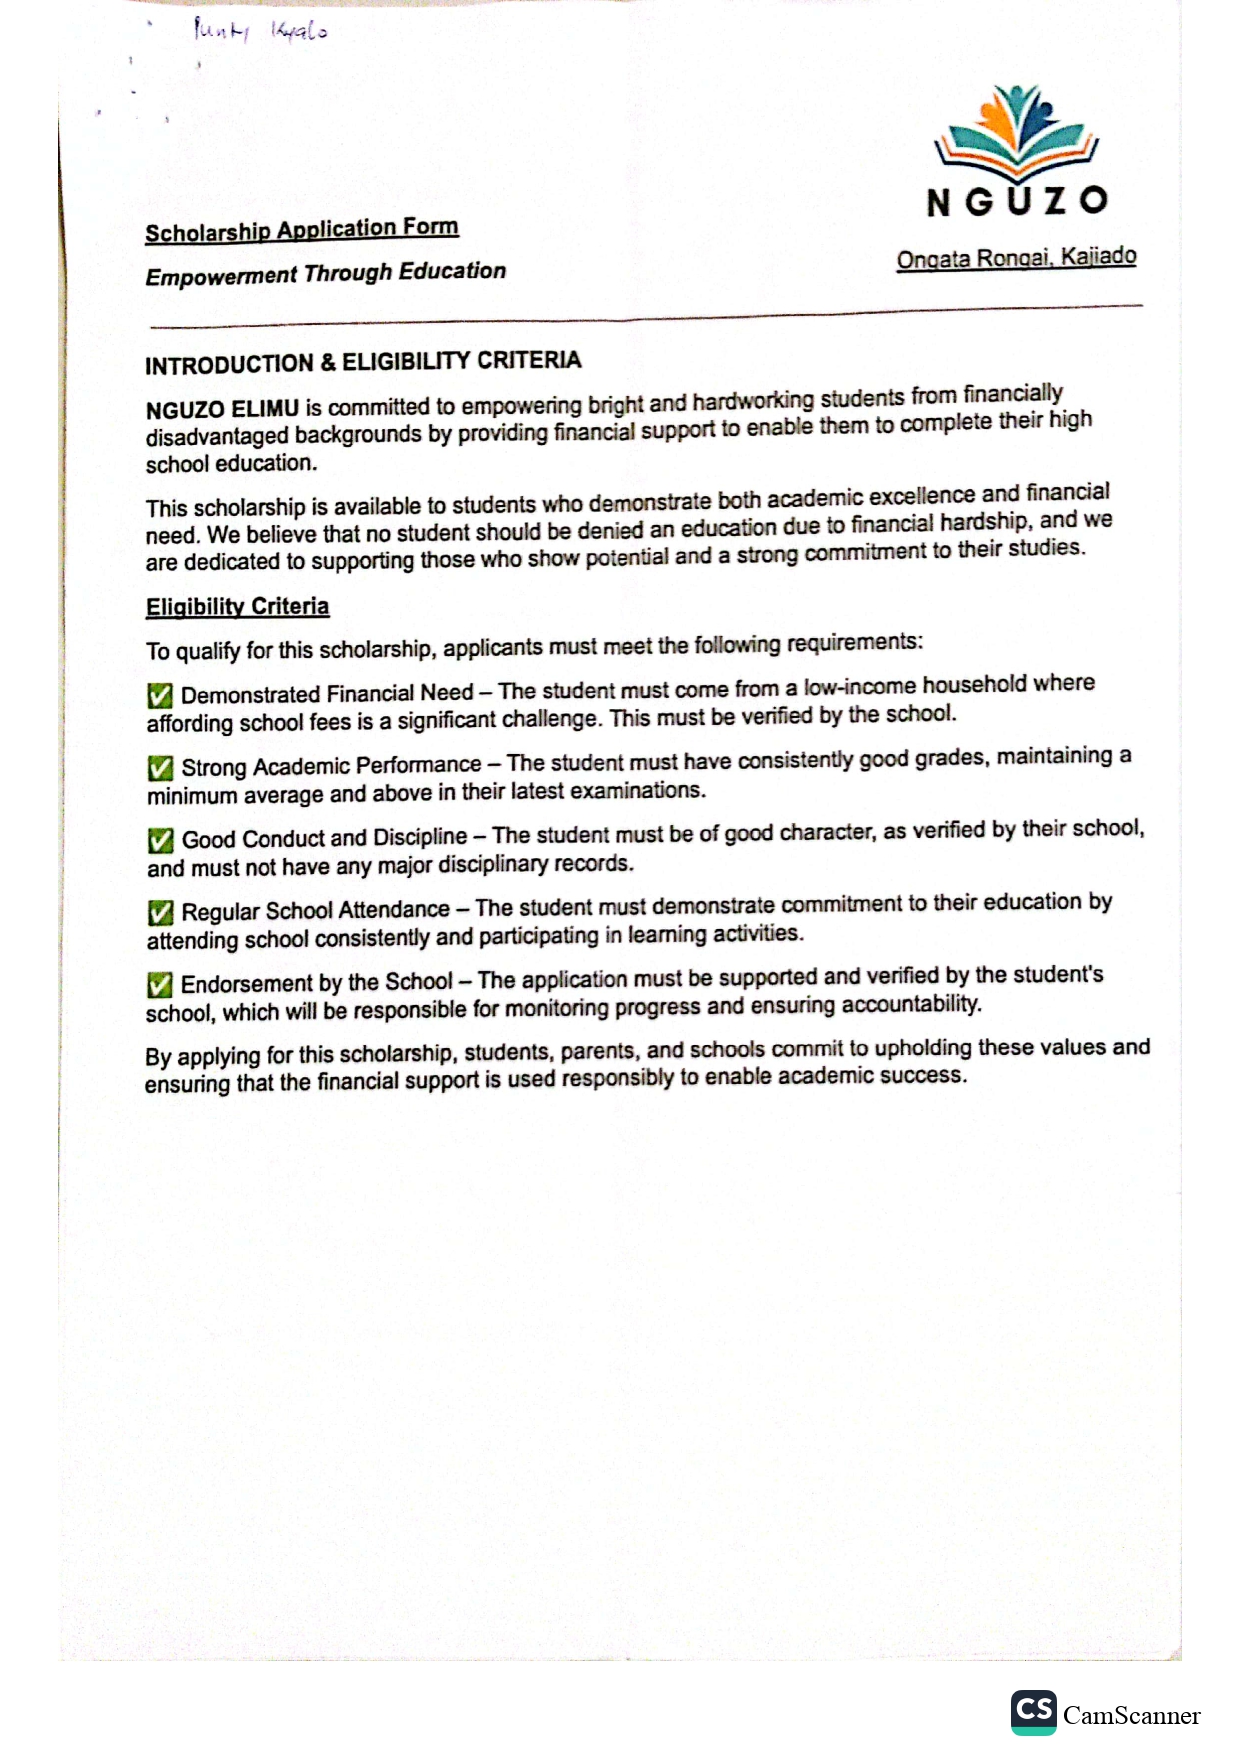 Kyalo
NGUZO
Scholarship Application Form
Ongata Rongai, Kajiado
Empowerment Through Education
INTRODUCTION & ELIGIBILITY CRITERIA
NGUZO ELIMU is committed to empowering bright and hardworking students from financially
disadvantaged backgrounds by providing financial support to enable them to complete their high
school education.
This scholarship is available to students who demonstrate both academic excellence and financial
need. We believe that no student should be denied an education due to financial hardship, and we
are dedicated to supporting those who show potential and a strong commitment to their studies.
Eligibility Criteria
To qualify for this scholarship, applicants must meet the following requirements:
✅ Demonstrated Financial Need – The student must come from a low-income household where
affording school fees is a significant challenge. This must be verified by the school.
✅ Strong Academic Performance – The student must have consistently good grades, maintaining a
minimum average and above in their latest examinations.
✅ Good Conduct and Discipline – The student must be of good character, as verified by their school,
and must not have any major disciplinary records.
✅ Regular School Attendance – The student must demonstrate commitment to their education by
attending school consistently and participating in learning activities.
✅ Endorsement by the School – The application must be supported and verified by the student's
school, which will be responsible for monitoring progress and ensuring accountability.
By applying for this scholarship, students, parents, and schools commit to upholding these values and
ensuring that the financial support is used responsibly to enable academic success.
CS CamScanner